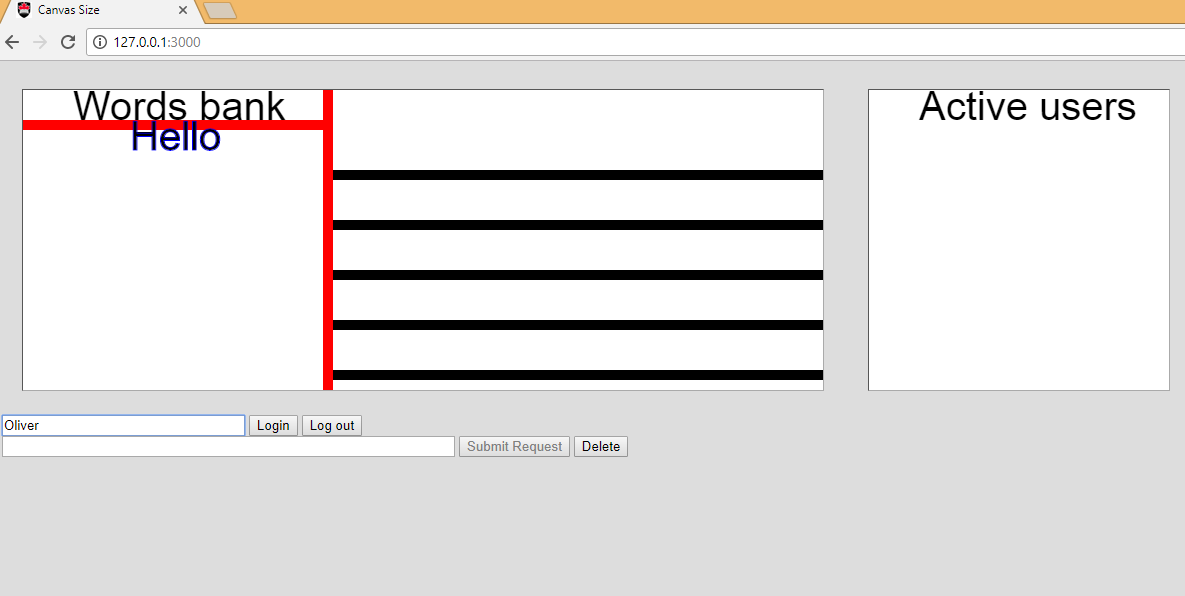 Canvas Size
127.0.0.1:3000
Words bank
Active users
Hello
Oliver Login Log out
Submit Request Delete